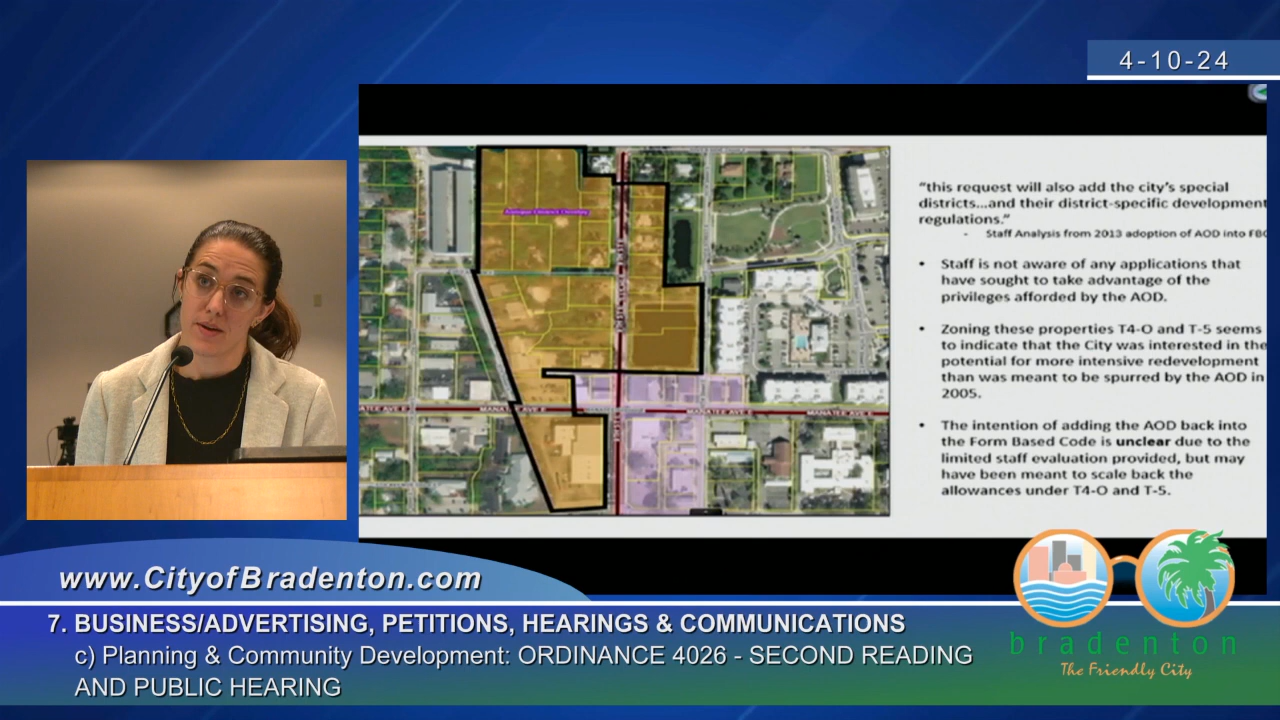 4-10-24
"this request will also add the city's special
districts...and their district-specific development
regulations."
- Staff Analysis from 2013 adoption of AOD into FBC
• Staff is not aware of any applications that
have sought to take advantage of the
privileges afforded by the AOD.
• Zoning these properties T4-O and T-5 seems
to indicate that the City was interested in the
potential for more intensive redevelopment
than was meant to be spurred by the AOD in
2005.
• The intention of adding the AOD back into
the Form Based Code is unclear due to the
limited staff evaluation provided, but may
have been meant to scale back the
allowances under T4-O and T-5.
MANATEE AVE E
MANATEE AVE E
MANATEE AVE E
www.CityofBradenton.com
7. BUSINESS/ADVERTISING, PETITIONS, HEARINGS & COMMUNICATIONS
c) Planning & Community Development: ORDINANCE 4026 - SECOND READING
AND PUBLIC HEARING
bradenton
The Friendly City